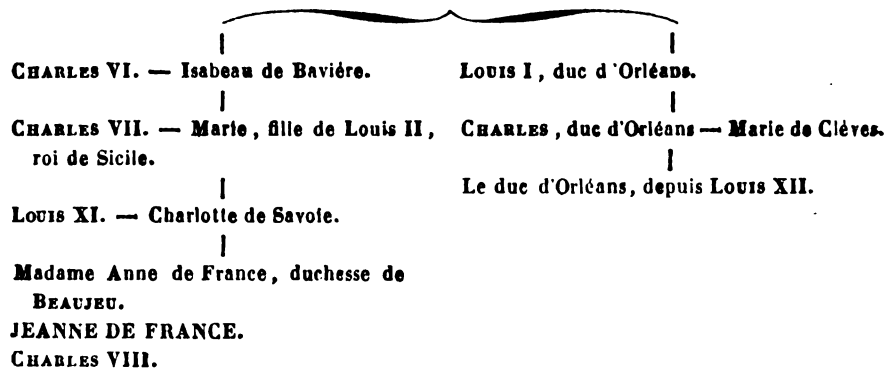 CHARLES VI. — Isabeau de Baviére.
CHARLES VII. — Marie, fille de Louis II,
roi de Sicile.
LOUIS XI. — Charlotte de Savoie.
Madame Anne de France, duchesse de
BEAUJEU.
JEANNE DE FRANCE.
CHARLES VIII.
LOUIS I, duc d'Orléans.
CHARLES, duc d'Orléans — Marie de Clèves.
Le duc d'Orléans, depuis LOUIS XII.